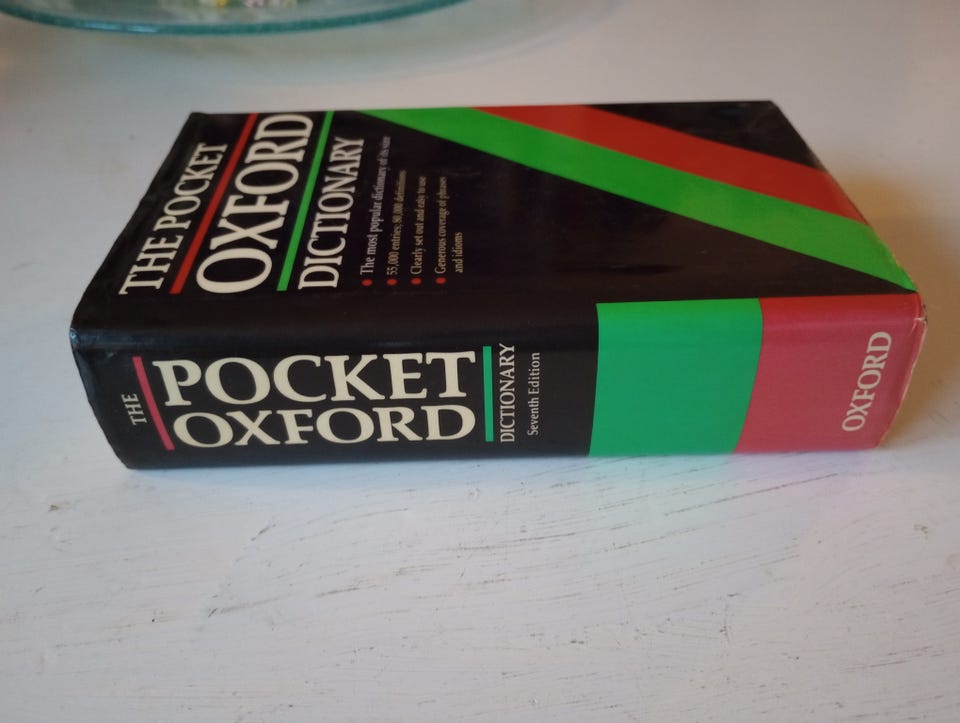 THE POCKET
OXFORD
DICTIONARY
• The most popular dictionary of its size
• 55,000 entries; 80,000 definitions
• Clearly set out and easy to use
• Generous coverage of phrases
and idioms
THE
POCKET
OXFORD
DICTIONARY
Seventh Edition
OXFORD